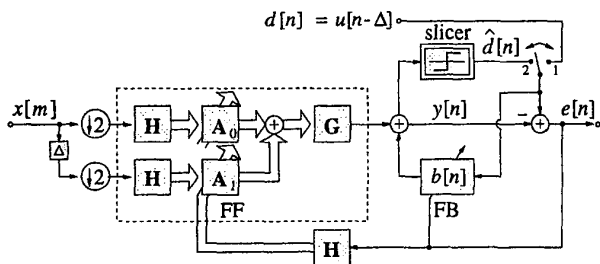 d[n] = u[n-Δ]
slicer
d̂[n]
2 1
x[m]
↓2 H A₀ + G
+ y[n] − + e[n]
Δ
↓2 H A₁
b[n]
FF
FB
H